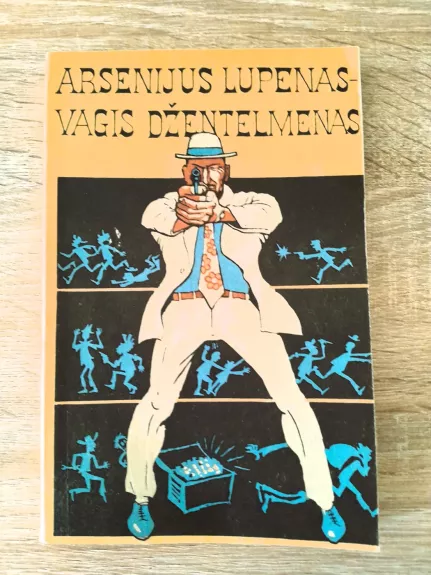 ARSENIJUS LUPENAS-
VAGIS DŽENTELMENAS